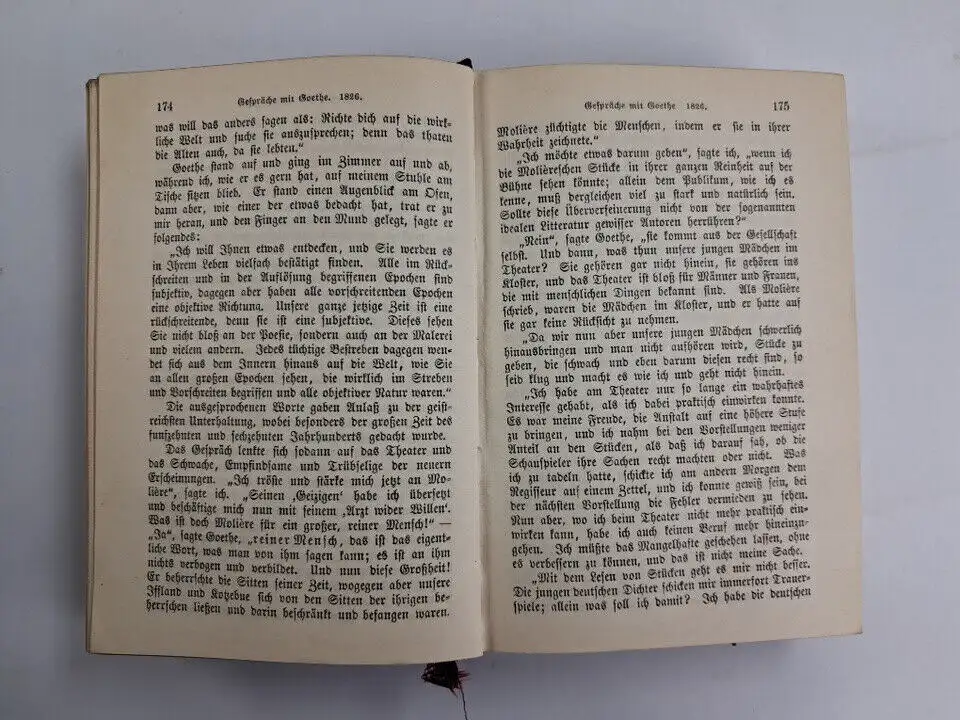 174
Gespräche mit Goethe. 1826.
was will das anders sagen als: Richte dich auf die wirk-
liche Welt und suche sie auszusprechen; denn das thaten
die Alten auch, da sie lebten.“
Goethe stand auf und ging im Zimmer auf und ab,
während ich, wie er es gern hat, auf meinem Stuhle am
Tische sitzen blieb. Er stand einen Augenblick am Ofen,
dann aber, wie einer der etwas bedacht hat, trat er zu
mir heran, und den Finger an den Mund gelegt, sagte er
folgendes:
„Ich will Ihnen etwas entdecken, und Sie werden es
in Ihrem Leben vielfach bestätigt finden. Alle im Rück-
schreiten und in der Auflösung begriffenen Epochen sind
subjektiv, dagegen aber haben alle vorschreitenden Epochen
eine objektive Richtung. Unsere ganze jetzige Zeit ist eine
rückschreitende, denn sie ist eine subjektive. Dieses sehen
Sie nicht bloß an der Poesie, sondern auch an der Malerei
und vielem andern. Jedes tüchtige Bestreben dagegen wen-
det sich aus dem Innern hinaus auf die Welt, wie Sie
an allen großen Epochen sehen, die wirklich im Streben
und Vorschreiten begriffen und alle objektiver Natur waren.“
Die ausgesprochenen Worte gaben Anlaß zu der geist-
reichsten Unterhaltung, wobei besonders der großen Zeit des
funfzehnten und sechzehnten Jahrhunderts gedacht wurde.
Das Gespräch lenkte sich sodann auf das Theater und
das Schwache, Empfindsame und Trübselige der neuern
Erscheinungen. „Ich tröste und stärke mich jetzt an Mo-
lière“, sagte ich. „Seinen ‚Geizigen‘ habe ich übersetzt
und beschäftige mich nun mit seinem ‚Arzt wider Willen‘.
Was ist doch Molière für ein großer, reiner Mensch!“ —
„Ja“, sagte Goethe, „reiner Mensch, das ist das eigent-
liche Wort, was man von ihm sagen kann; es ist an ihm
nichts verbogen und verbildet. Und nun diese Großheit!
Er beherrschte die Sitten seiner Zeit, wogegen aber unsere
Iffland und Kotzebue sich von den Sitten der ihrigen be-
herrschen ließen und darin beschränkt und befangen waren.
Gespräche mit Goethe 1826.
175
Molière züchtigte die Menschen, indem er sie in ihrer
Wahrheit zeichnete.“
„Ich möchte etwas darum geben“, sagte ich, „wenn ich
die Molièreschen Stücke in ihrer ganzen Reinheit auf der
Bühne sehen könnte; allein dem Publikum, wie ich es
kenne, muß dergleichen viel zu stark und natürlich sein.
Sollte diese Überverfeinerung nicht von der sogenannten
idealen Litteratur gewisser Autoren herrühren?“
„Nein“, sagte Goethe, „sie kommt aus der Gesellschaft
selbst. Und dann, was thun unsere jungen Mädchen im
Theater? Sie gehören gar nicht hinein, sie gehören ins
Kloster, und das Theater ist bloß für Männer und Frauen,
die mit menschlichen Dingen bekannt sind. Als Molière
schrieb, waren die Mädchen im Kloster, und er hatte auf
sie gar keine Rücksicht zu nehmen.
„Da wir nun aber unsere jungen Mädchen schwerlich
hinausbringen und man nicht aufhören wird, Stücke zu
geben, die schwach und eben darum diesen recht sind, so
seid klug und macht es wie ich und geht nicht hinein.
„Ich habe am Theater nur so lange ein wahrhaftes
Interesse gehabt, als ich dabei praktisch einwirken konnte.
Es war meine Freude, die Anstalt auf eine höhere Stufe
zu bringen, und ich nahm bei den Vorstellungen weniger
Anteil an den Stücken, als daß ich darauf sah, ob die
Schauspieler ihre Sachen recht machten oder nicht. Was
ich zu tadeln hatte, schickte ich am andern Morgen dem
Regisseur auf einem Zettel, und ich konnte gewiß sein, bei
der nächsten Vorstellung die Fehler vermieden zu sehen.
Nun aber, wo ich beim Theater nicht mehr praktisch ein-
wirken kann, habe ich auch keinen Beruf mehr hineinzu-
gehen. Ich müßte das Mangelhafte geschehen lassen, ohne
es verbessern zu können, und das ist nicht meine Sache.
„Mit dem Lesen von Stücken geht es mir nicht besser.
Die jungen deutschen Dichter schicken mir immerfort Trauer-
spiele; allein was soll ich damit? Ich habe die deutschen